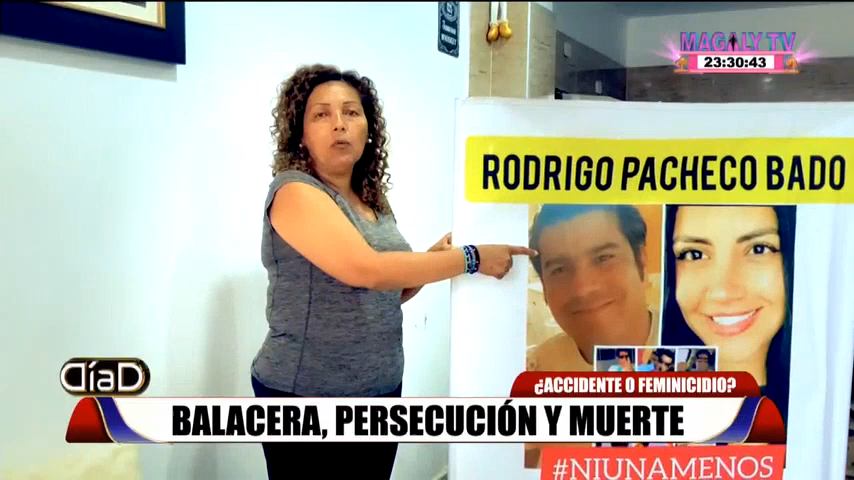 MAGALY TV
23:30:43
RODRIGO PACHECO BADO
DíaD
¿ACCIDENTE O FEMINICIDIO?
BALACERA, PERSECUCIÓN Y MUERTE
#NIUNAMENOS